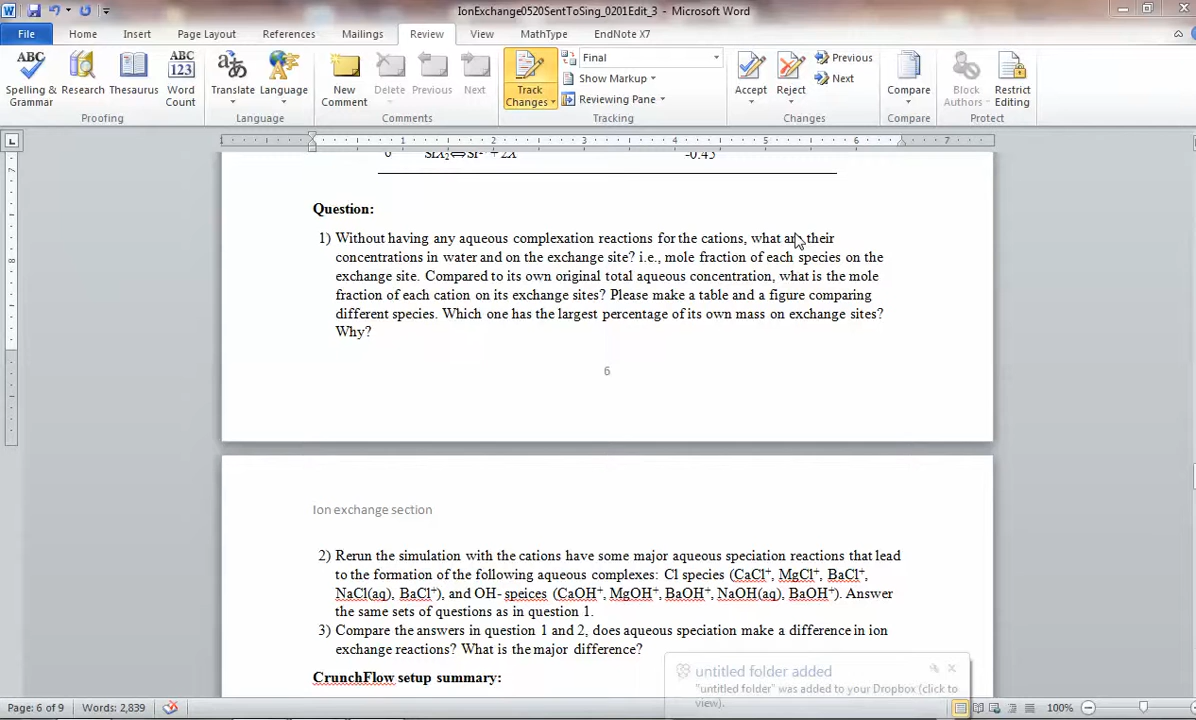 IonExchange0520SentToSing_0201Edit_3 - Microsoft Word
File Home Insert Page Layout References Mailings Review View MathType EndNote X7
Spelling & Grammar Research Thesaurus Word Count
Proofing
Translate Language
Language
New Comment Delete Previous Next
Comments
Track Changes
Final
Show Markup
Reviewing Pane
Tracking
Accept Reject Previous Next
Changes
Compare
Compare
Block Authors Restrict Editing
Protect
-0.45
Question:
1) Without having any aqueous complexation reactions for the cations, what are their
concentrations in water and on the exchange site? i.e., mole fraction of each species on the
exchange site. Compared to its own original total aqueous concentration, what is the mole
fraction of each cation on its exchange sites? Please make a table and a figure comparing
different species. Which one has the largest percentage of its own mass on exchange sites?
Why?
6
Ion exchange section
2) Rerun the simulation with the cations have some major aqueous speciation reactions that lead
to the formation of the following aqueous complexes: Cl species (CaCl⁺, MgCl⁺, BaCl⁺,
NaCl(aq), BaCl⁺), and OH- speices (CaOH⁺, MgOH⁺, BaOH⁺, NaOH(aq), BaOH⁺). Answer
the same sets of questions as in question 1.
3) Compare the answers in question 1 and 2, does aqueous speciation make a difference in ion
exchange reactions? What is the major difference?
CrunchFlow setup summary:
untitled folder added
"untitled folder" was added to your Dropbox (click to
view).
Page: 6 of 9 Words: 2,839 100%